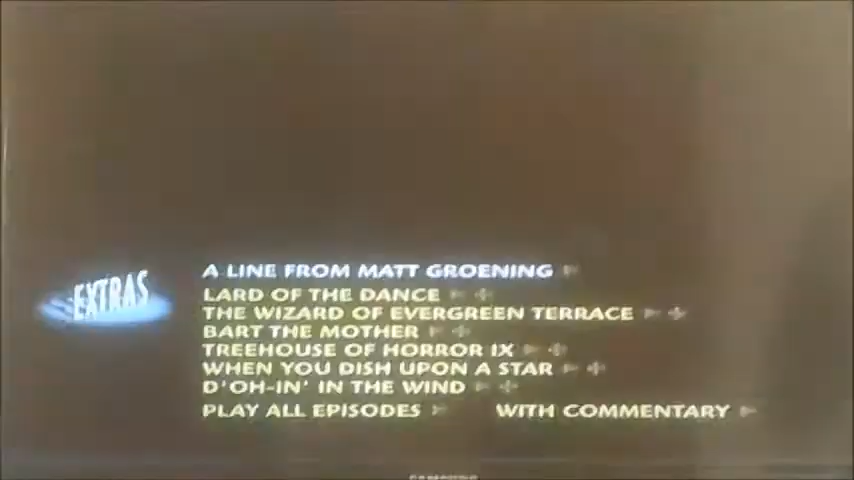 A LINE FROM MATT GROENING
EXTRAS
LARD OF THE DANCE
THE WIZARD OF EVERGREEN TERRACE
BART THE MOTHER
TREEHOUSE OF HORROR IX
WHEN YOU DISH UPON A STAR
D'OH-IN' IN THE WIND
PLAY ALL EPISODES WITH COMMENTARY
SAMSUNG